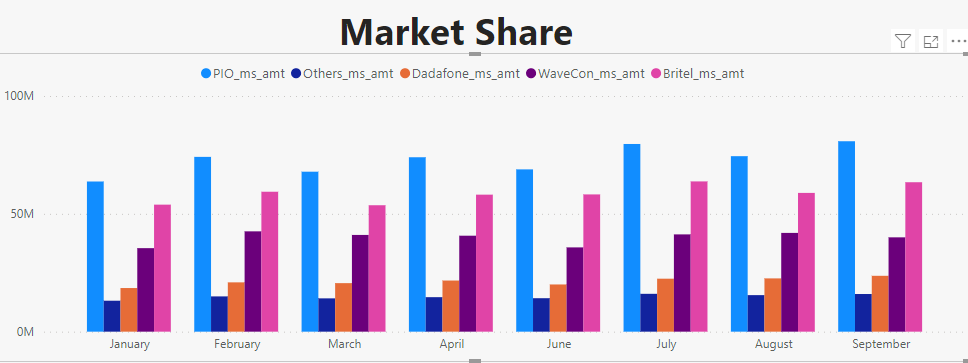 Market Share
PIO_ms_amt Others_ms_amt Dadafone_ms_amt WaveCon_ms_amt Britel_ms_amt
100M
50M
0M
January February March April June July August September